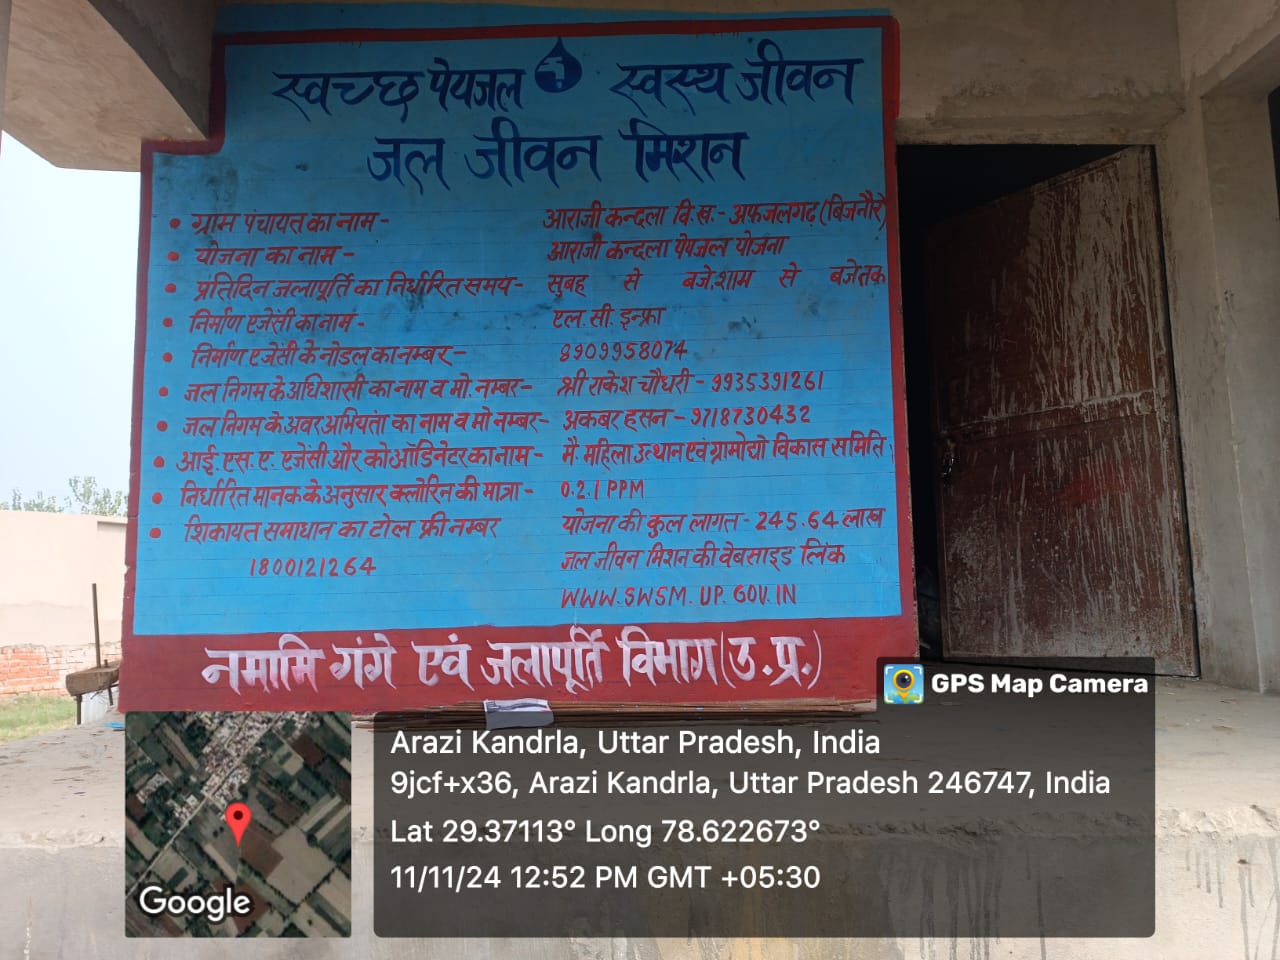 स्वच्छ पेयजल स्वस्थ जीवन
जल जीवन मिशन
• ग्राम पंचायत का नाम - आराजी कन्दला वि.ख.- अफजलगढ़ (बिजनौर)
• योजना का नाम - आराजी कन्दला पेयजल योजना
• प्रतिदिन जलापूर्ति का निर्धारित समय - सुबह से बजे, शाम से बजे तक
• निर्माण एजेंसी का नाम - एल. सी. इन्फ्रा
• निर्माण एजेंसी के नोडल का नम्बर - 8909958074
• जल निगम के अधिशासी का नाम व मो. नम्बर - श्री राकेश चौधरी - 9935391261
• जल निगम के अवर अभियंता का नाम व मो नम्बर - अकबर हसन - 9718730432
• आई. एस. ए. एजेंसी और को ऑडिनेटर का नाम - मै. महिला उत्थान एवं ग्रामोद्यो विकास समिति
• निर्धारित मानक के अनुसार क्लोरिन की मात्रा - 0.2.1 PPM
• शिकायत समाधान का टोल फ्री नम्बर योजना की कुल लागत - 245.64 लाख
1800121264 जल जीवन मिशन की वेबसाइड लिंक
WWW.SWSM.UP.GOV.IN
नमामि गंगे एवं जलापूर्ति विभाग (उ.प्र.)
GPS Map Camera
Arazi Kandrla, Uttar Pradesh, India
9jcf+x36, Arazi Kandrla, Uttar Pradesh 246747, India
Lat 29.37113° Long 78.622673°
11/11/24 12:52 PM GMT +05:30
Google